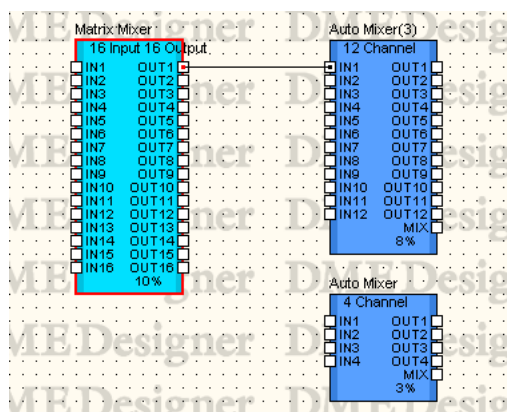 Matrix Mixer
16 Input 16 Output
IN1 OUT1
IN2 OUT2
IN3 OUT3
IN4 OUT4
IN5 OUT5
IN6 OUT6
IN7 OUT7
IN8 OUT8
IN9 OUT9
IN10 OUT10
IN11 OUT11
IN12 OUT12
IN13 OUT13
IN14 OUT14
IN15 OUT15
IN16 OUT16
10%
Auto Mixer(3)
12 Channel
IN1 OUT1
IN2 OUT2
IN3 OUT3
IN4 OUT4
IN5 OUT5
IN6 OUT6
IN7 OUT7
IN8 OUT8
IN9 OUT9
IN10 OUT10
IN11 OUT11
IN12 OUT12
MIX
8%
Auto Mixer
4 Channel
IN1 OUT1
IN2 OUT2
IN3 OUT3
IN4 OUT4
MIX
3%
DME Designer